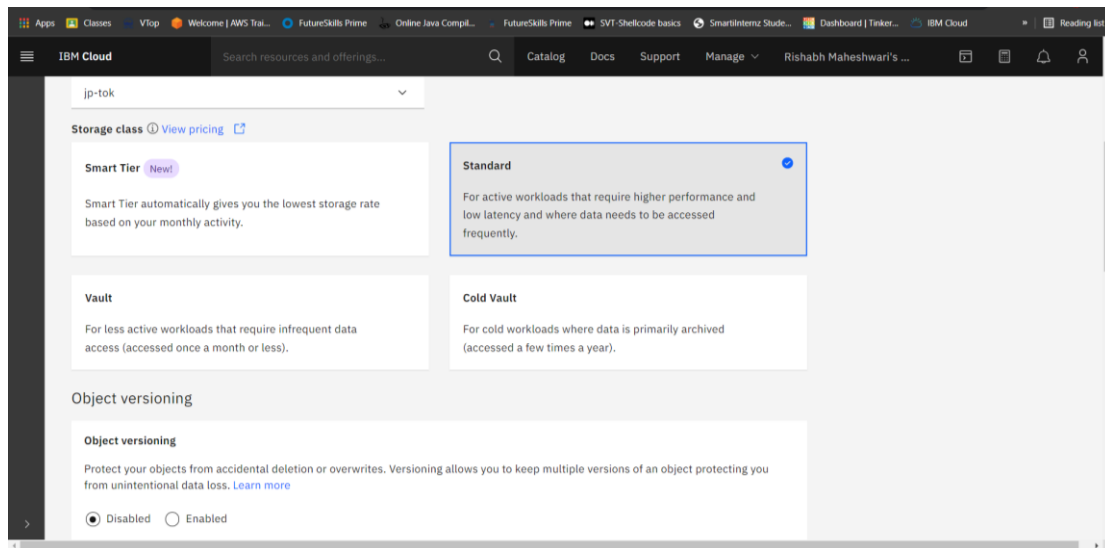 Apps Classes VTop Welcome | AWS Trai... FutureSkills Prime Online Java Compil... FutureSkills Prime SVT-Shellcode basics SmartiInternz Stude... Dashboard | Tinker... IBM Cloud » Reading list
IBM Cloud Search resources and offerings... Catalog Docs Support Manage Rishabh Maheshwari's ...
jp-tok
Storage class View pricing
Smart Tier New!
Smart Tier automatically gives you the lowest storage rate
based on your monthly activity.
Standard
For active workloads that require higher performance and
low latency and where data needs to be accessed
frequently.
Vault
For less active workloads that require infrequent data
access (accessed once a month or less).
Cold Vault
For cold workloads where data is primarily archived
(accessed a few times a year).
Object versioning
Object versioning
Protect your objects from accidental deletion or overwrites. Versioning allows you to keep multiple versions of an object protecting you
from unintentional data loss. Learn more
Disabled Enabled